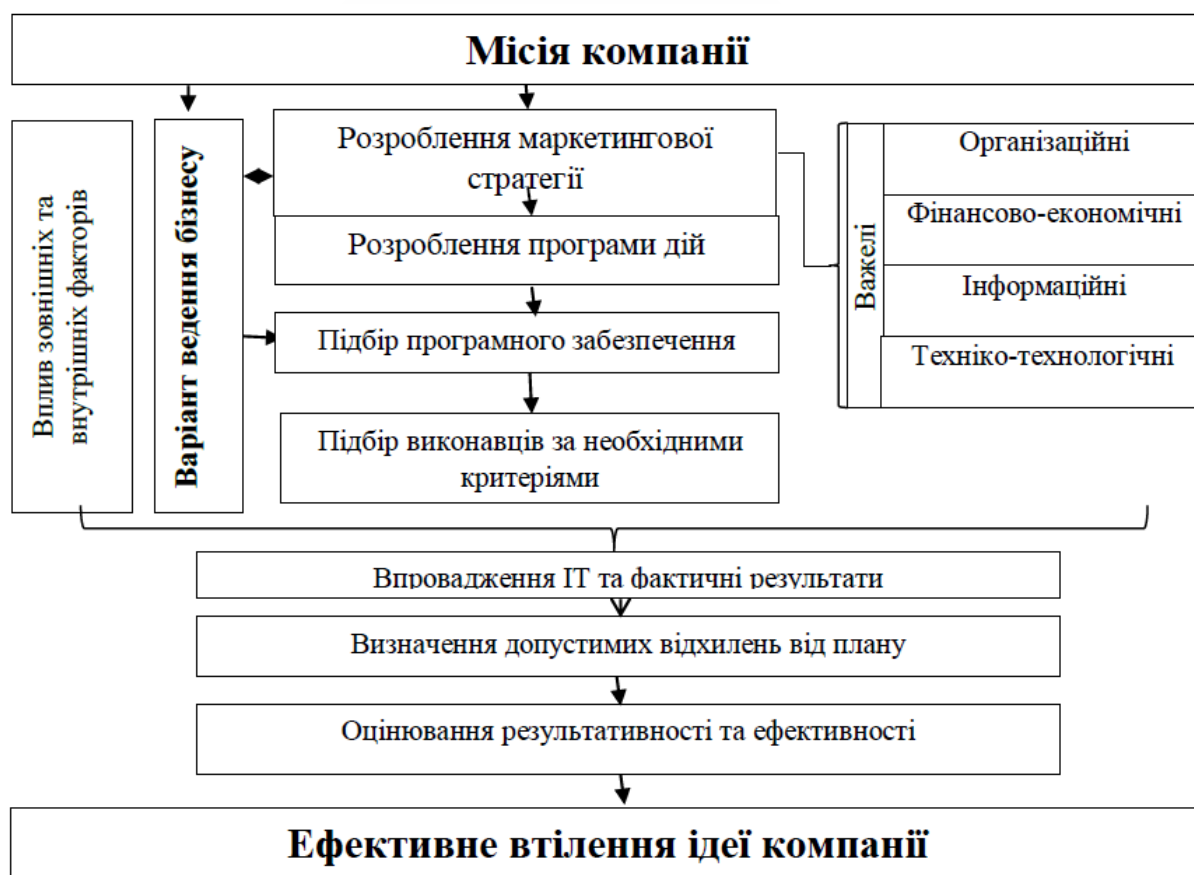 Місія компанії
Вплив зовнішніх та
внутрішніх факторів
Варіант ведення бізнесу
Розроблення маркетингової
стратегії
Розроблення програми дій
Підбір програмного забезпечення
Підбір виконавців за необхідними
критеріями
Важелі
Організаційні
Фінансово-економічні
Інформаційні
Техніко-технологічні
Впровадження ІТ та фактичні результати
Визначення допустимих відхилень від плану
Оцінювання результативності та ефективності
Ефективне втілення ідеї компанії